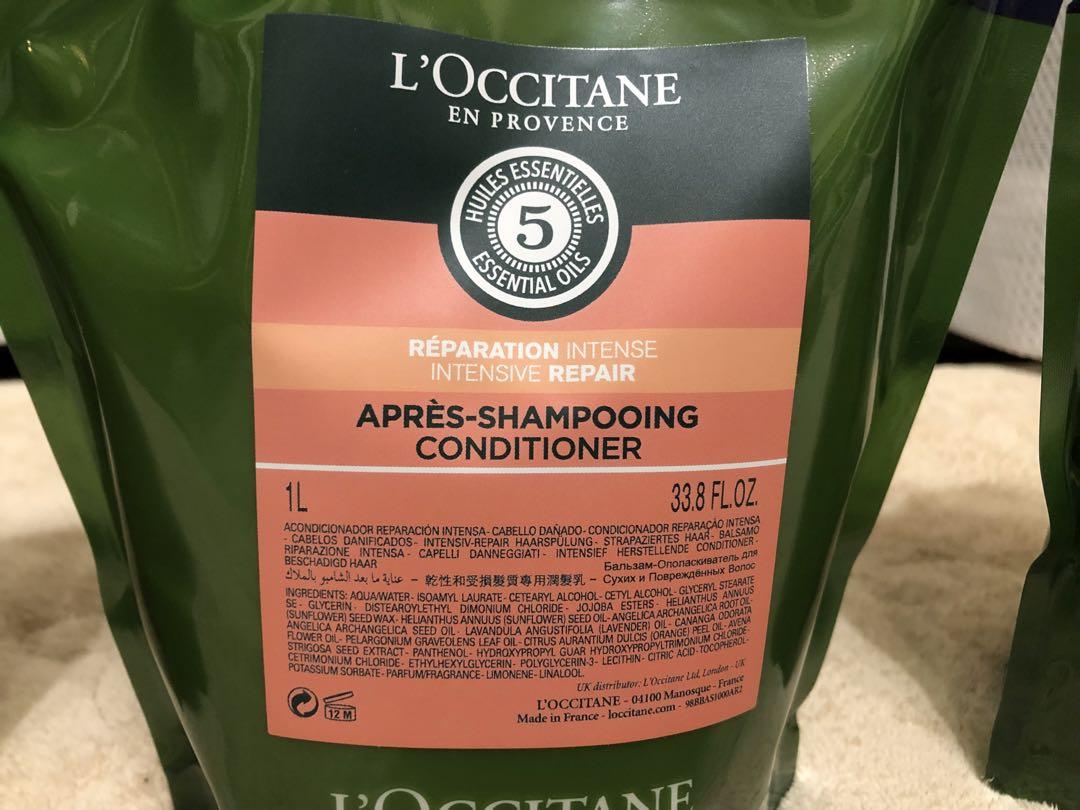 L'OCCITANE
EN PROVENCE
HUILES ESSENTIELLES
5
ESSENTIAL OILS
RÉPARATION INTENSE
INTENSIVE REPAIR
APRÈS-SHAMPOOING
CONDITIONER
1L 33.8 FL.OZ.
ACONDICIONADOR REPARACIÓN INTENSA - CABELLO DAÑADO - CONDICIONADOR REPARAÇÃO INTENSA
- CABELOS DANIFICADOS - INTENSIV-REPAIR HAARSPÜLUNG - STRAPAZIERTES HAAR - BALSAMO
RIPARAZIONE INTENSA - CAPELLI DANNEGGIATI - INTENSIEF HERSTELLENDE CONDITIONER -
BESCHADIGD HAAR Бальзам-Ополаскиватель для
عناية ما بعد الشامبو بالملاك - 乾性和受損髮質專用潤髮乳 - Сухих и Повреждённых Волос
INGREDIENTS: AQUA/WATER - ISOAMYL LAURATE - CETEARYL ALCOHOL - CETYL ALCOHOL - GLYCERYL STEARATE
SE - GLYCERIN - DISTEAROYLETHYL DIMONIUM CHLORIDE - JOJOBA ESTERS - HELIANTHUS ANNUUS
(SUNFLOWER) SEED WAX - HELIANTHUS ANNUUS (SUNFLOWER) SEED OIL - ANGELICA ARCHANGELICA ROOT OIL -
ANGELICA ARCHANGELICA SEED OIL - LAVANDULA ANGUSTIFOLIA (LAVENDER) OIL - CANANGA ODORATA
FLOWER OIL - PELARGONIUM GRAVEOLENS LEAF OIL - CITRUS AURANTIUM DULCIS (ORANGE) PEEL OIL - AVENA
STRIGOSA SEED EXTRACT - PANTHENOL - HYDROXYPROPYL GUAR HYDROXYPROPYLTRIMONIUM CHLORIDE -
CETRIMONIUM CHLORIDE - ETHYLHEXYLGLYCERIN - POLYGLYCERIN-3 - LECITHIN - CITRIC ACID - TOCOPHEROL -
POTASSIUM SORBATE - PARFUM/FRAGRANCE - LIMONENE - LINALOOL.
UK distributor: L'Occitane Ltd, London - UK
L'OCCITANE - 04100 Manosque - France
12 M
Made in France - loccitane.com - 98BBAS1000AR2
L'OCCITANE